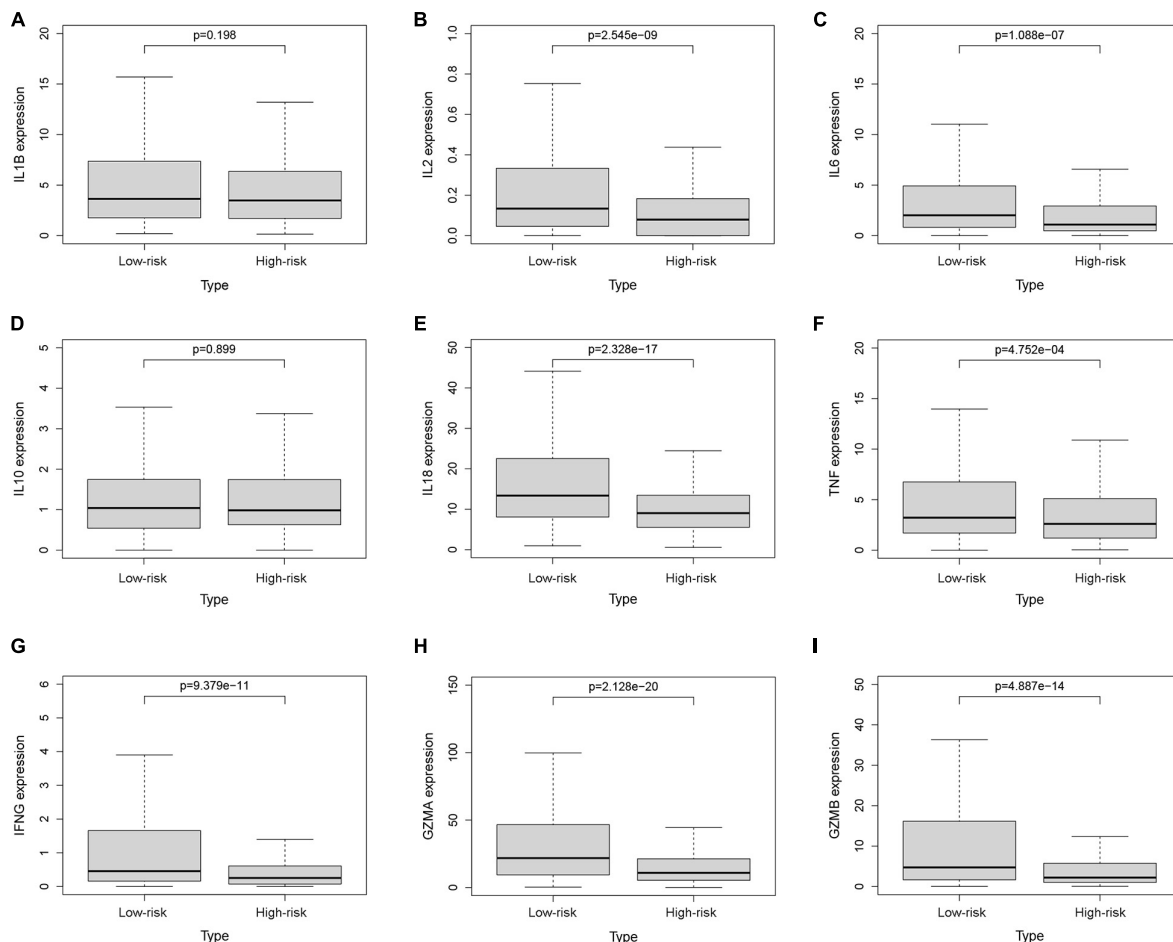 A
p=0.198
20
15
10
5
0
IL1B expression
Low-risk
High-risk
Type
B
p=2.545e−09
1.0
0.8
0.6
0.4
0.2
0.0
IL2 expression
Low-risk
High-risk
Type
C
p=1.088e−07
20
15
10
5
0
IL6 expression
Low-risk
High-risk
Type
D
p=0.899
5
4
3
2
1
0
IL10 expression
Low-risk
High-risk
Type
E
p=2.328e−17
50
40
30
20
10
0
IL18 expression
Low-risk
High-risk
Type
F
p=4.752e−04
20
15
10
5
0
TNF expression
Low-risk
High-risk
Type
G
p=9.379e−11
6
5
4
3
2
1
0
IFNG expression
Low-risk
High-risk
Type
H
p=2.128e−20
150
100
50
0
GZMA expression
Low-risk
High-risk
Type
I
p=4.887e−14
50
40
30
20
10
0
GZMB expression
Low-risk
High-risk
Type